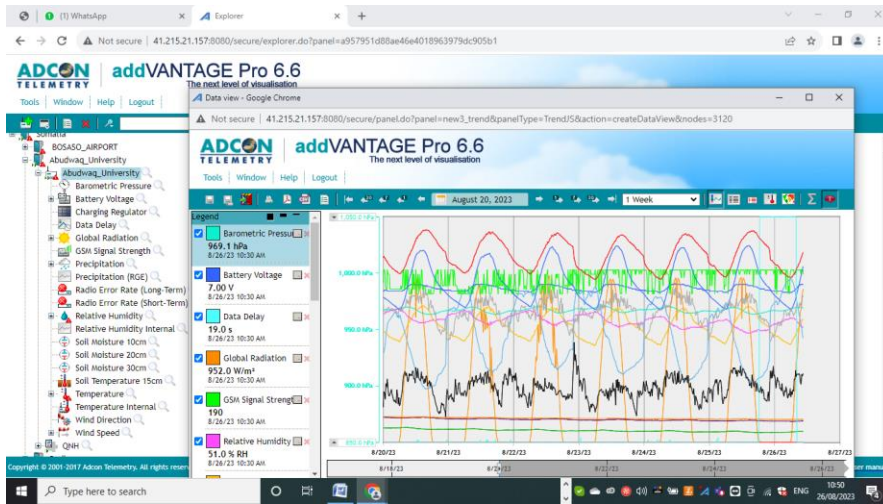 (1) WhatsApp
Explorer
Not secure | 41.215.21.157:8080/secure/explorer.do?panel=a957951d88ae46e4018963979dc905b1
ADCON TELEMETRY
addVANTAGE Pro 6.6
The next level of visualisation
Tools | Window | Help | Logout
Somalia
BOSASO_AIRPORT
Abudwaq_University
Abudwaq_University
Barometric Pressure
Battery Voltage
Charging Regulator
Data Delay
Global Radiation
GSM Signal Strength
Precipitation
Precipitation (RGE)
Radio Error Rate (Long-Term)
Radio Error Rate (Short-Term)
Relative Humidity
Relative Humidity Internal
Soil Moisture 10cm
Soil Moisture 20cm
Soil Moisture 30cm
Soil Temperature 15cm
Temperature
Temperature Internal
Wind Direction
Wind Speed
QNH
Copyright © 2001-2017 Adcon Telemetry. All rights reser
Data view - Google Chrome
Not secure | 41.215.21.157:8080/secure/panel.do?panel=new3_trend&panelType=TrendJS&action=createDataView&nodes=3120
ADCON TELEMETRY
addVANTAGE Pro 6.6
The next level of visualisation
Tools | Window | Help | Logout
August 20, 2023
1 Week
Legend
Barometric Pressu
969.1 hPa
8/26/23 10:30 AM
Battery Voltage
7.00 V
8/26/23 10:30 AM
Data Delay
19.0 s
8/26/23 10:30 AM
Global Radiation
952.0 W/m²
8/26/23 10:30 AM
GSM Signal Strengt
190
8/26/23 10:30 AM
Relative Humidity
51.0 % RH
8/26/23 10:30 AM
1,050.0 hPa
1,000.0 hPa
950.0 hPa
900.0 hPa
850.0 hPa
8/20/23 8/21/23 8/22/23 8/23/23 8/24/23 8/25/23 8/26/23 8/27/23
ser manu
Type here to search
ENG
10:50
26/08/2023